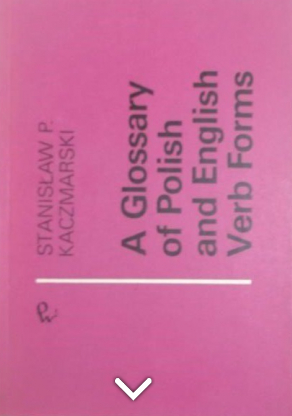 STANISŁAW P.
KACZMARSKI
A Glossary
of Polish
and English
Verb Forms